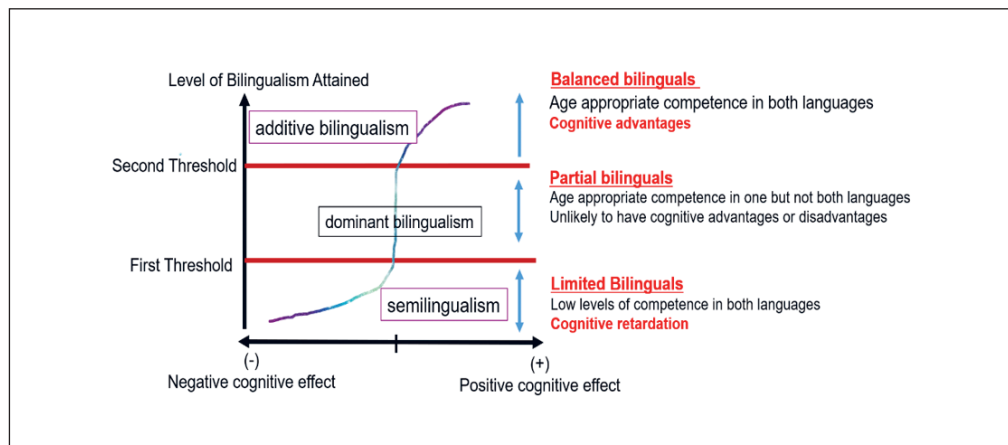 Level of Bilingualism Attained
additive bilingualism
Second Threshold
dominant bilingualism
First Threshold
semilingualism
(-)
Negative cognitive effect
(+)
Positive cognitive effect
Balanced bilinguals
Age appropriate competence in both languages
Cognitive advantages
Partial bilinguals
Age appropriate competence in one but not both languages
Unlikely to have cognitive advantages or disadvantages
Limited Bilinguals
Low levels of competence in both languages
Cognitive retardation